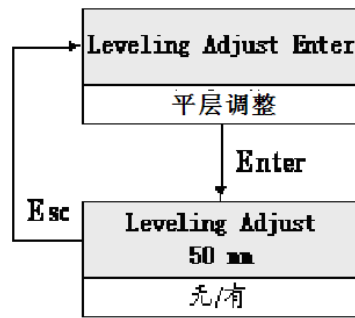 Leveling Adjust Enter
平层调整
Enter
Esc
Leveling Adjust
50 mm
无/有